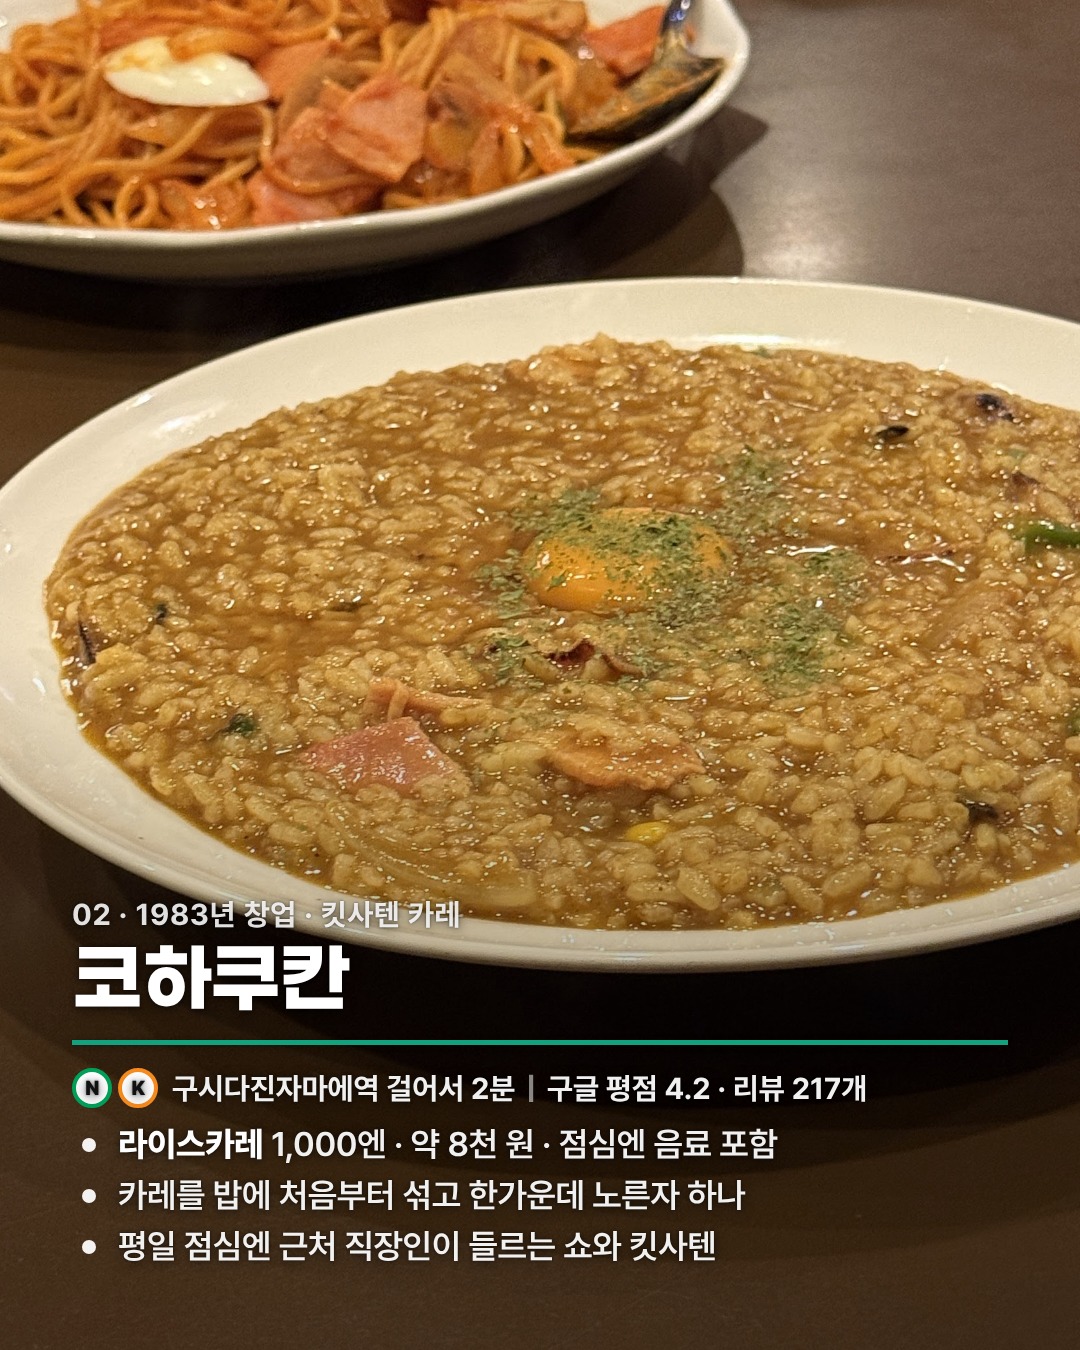 02 · 1983년 창업 · 킷사텐 카레
코하쿠칸
N K 구시다진자마에역 걸어서 2분 | 구글 평점 4.2 · 리뷰 217개
• 라이스카레 1,000엔 · 약 8천 원 · 점심엔 음료 포함
• 카레를 밥에 처음부터 섞고 한가운데 노른자 하나
• 평일 점심엔 근처 직장인이 들르는 쇼와 킷사텐